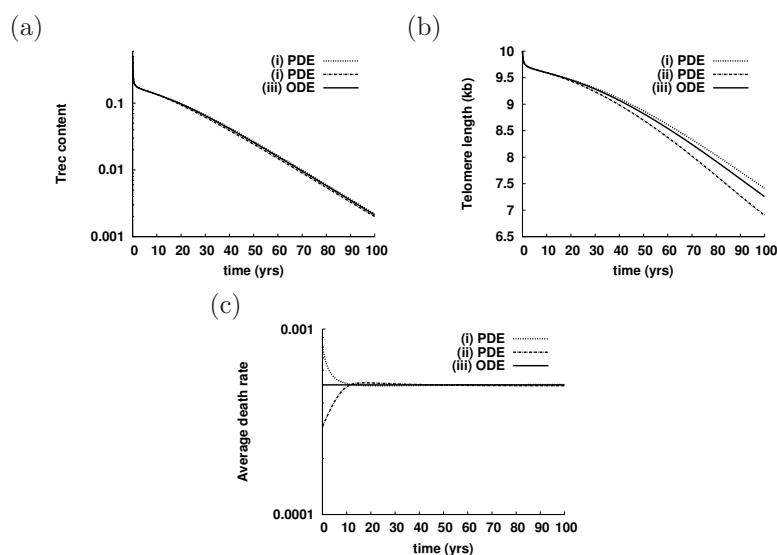 (a)
Trec content
0.1
0.01
0.001
(i) PDE
(i) PDE
(iii) ODE
0 10 20 30 40 50 60 70 80 90 100
time (yrs)
(b)
Telomere length (kb)
10
9.5
9
8.5
8
7.5
7
6.5
(i) PDE
(ii) PDE
(iii) ODE
0 10 20 30 40 50 60 70 80 90 100
time (yrs)
(c)
Average death rate
0.001
0.0001
(i) PDE
(ii) PDE
(iii) ODE
0 10 20 30 40 50 60 70 80 90 100
time (yrs)